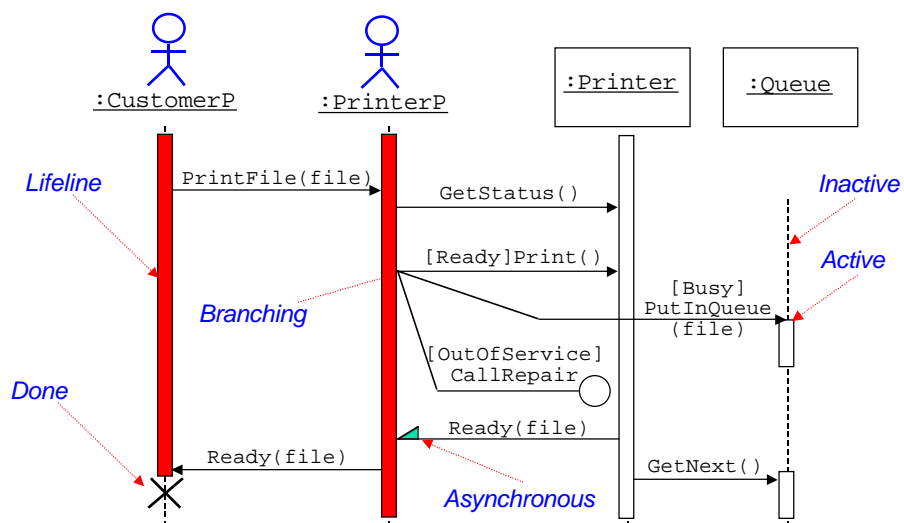 :CustomerP
:PrinterP
:Printer
:Queue
Lifeline
PrintFile(file)
GetStatus()
Inactive
[Ready]Print()
Active
Branching
[Busy]
PutInQueue
(file)
[OutOfService]
CallRepair
Done
Ready(file)
Ready(file)
GetNext()
Asynchronous